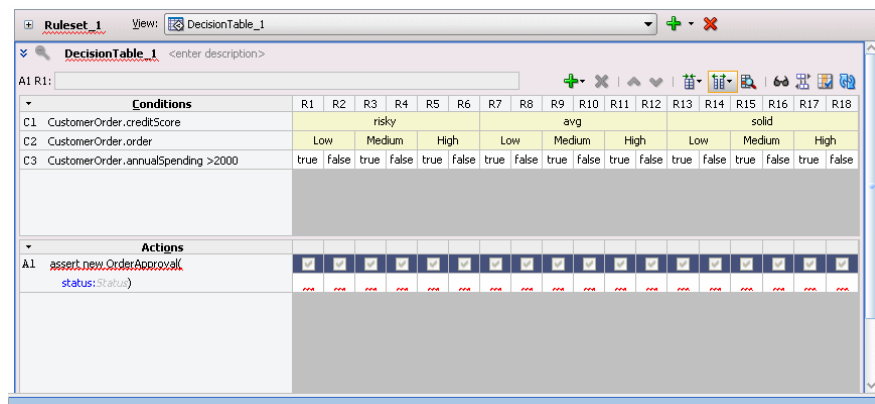 Ruleset_1 View: DecisionTable_1
DecisionTable_1 <enter description>
A1 R1:
Conditions R1 R2 R3 R4 R5 R6 R7 R8 R9 R10 R11 R12 R13 R14 R15 R16 R17 R18
C1 CustomerOrder.creditScore risky avg solid
C2 CustomerOrder.order Low Medium High Low Medium High Low Medium High
C3 CustomerOrder.annualSpending >2000 true false true false true false true false true false true false true false true false true false
Actions
A1 assert new OrderApproval(
status:Status)